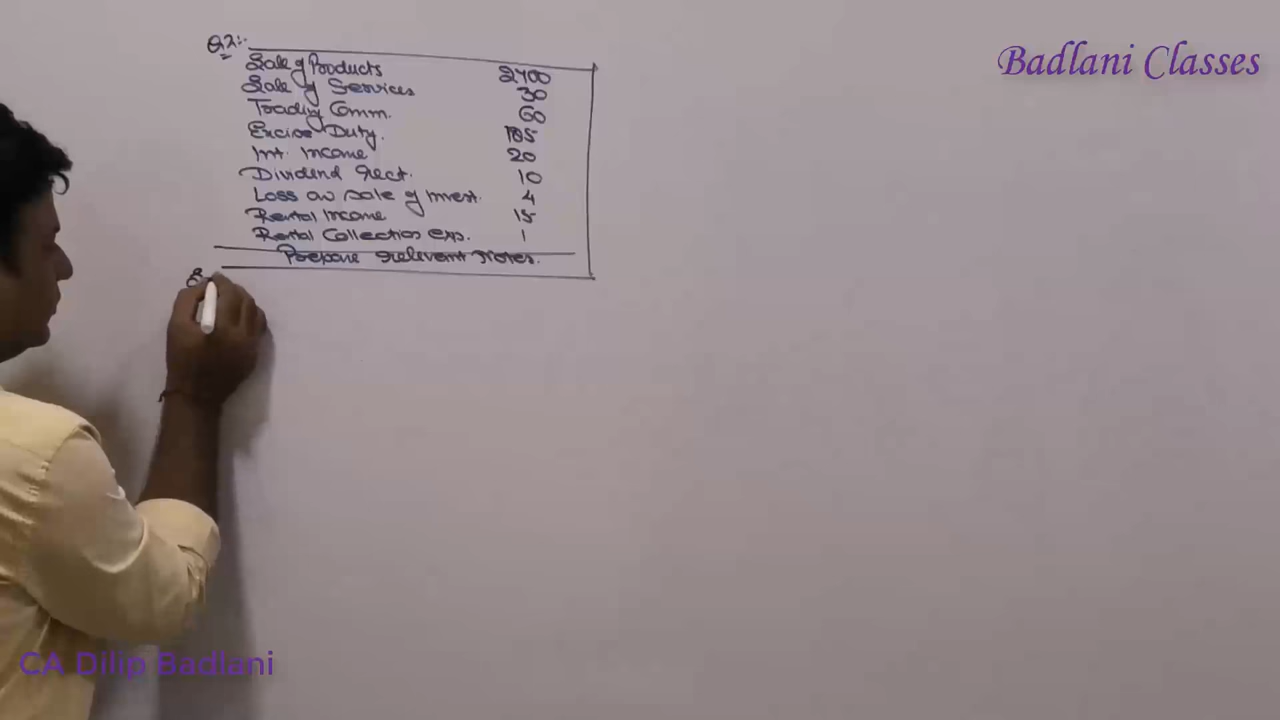 Q2:-
Sale of Products 2400
Sale of Services 30
Trading Comm. 60
Excise Duty. 105
Int. Income 20
Dividend Rect. 10
Loss on Sale of Invest. 4
Rental Income 15
Rental Collection exp. 1
Prepare relevant Notes.
Badlani Classes
CA Dilip Badlani